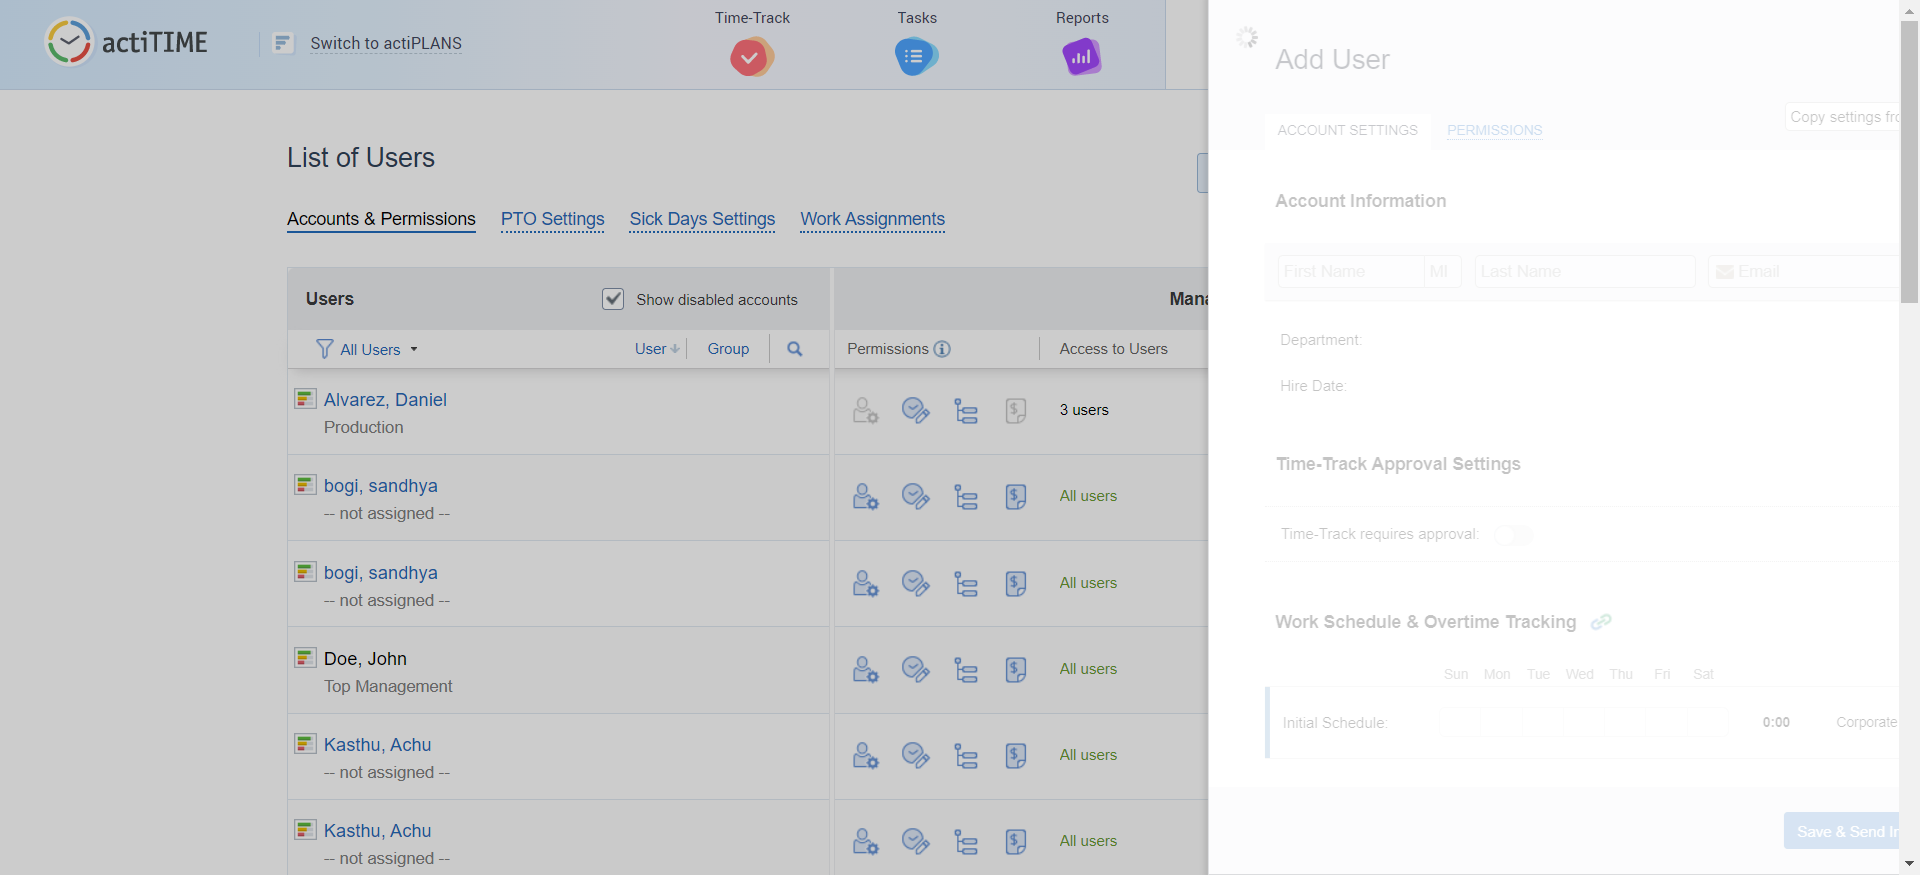 actiTIME
Switch to actiPLANS
Time-Track
Tasks
Reports
List of Users
Accounts & Permissions
PTO Settings
Sick Days Settings
Work Assignments
Users
Show disabled accounts
Mana
All Users
User
Group
Permissions
Access to Users
Alvarez, Daniel
Production
3 users
bogi, sandhya
-- not assigned --
All users
bogi, sandhya
-- not assigned --
All users
Doe, John
Top Management
All users
Kasthu, Achu
-- not assigned --
All users
Kasthu, Achu
-- not assigned --
All users
Add User
Copy settings fro
ACCOUNT SETTINGS
PERMISSIONS
Account Information
First Name
MI
Last Name
Email
Department:
Hire Date:
Time-Track Approval Settings
Time-Track requires approval:
Work Schedule & Overtime Tracking
Sun Mon Tue Wed Thu Fri Sat
Initial Schedule:
0:00
Corporate
Save & Send In